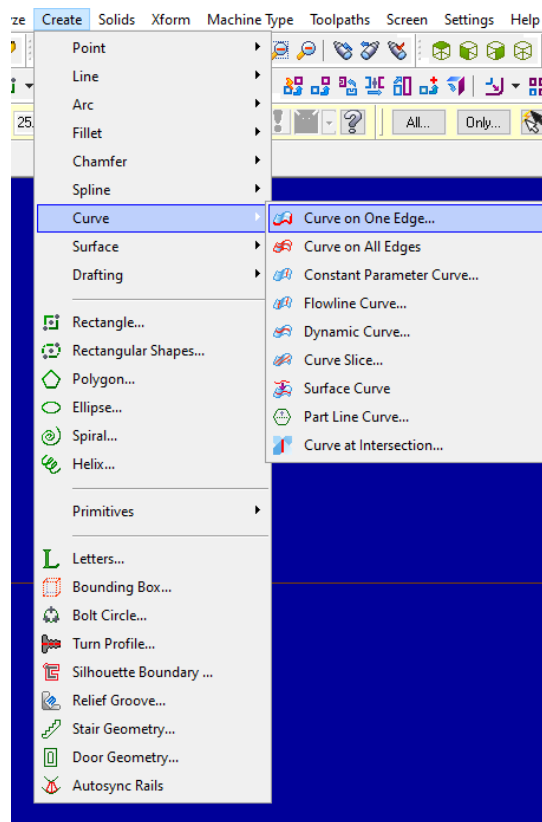 ze Create Solids Xform Machine Type Toolpaths Screen Settings Help
25. All... Only...
Point
Line
Arc
Fillet
Chamfer
Spline
Curve
Surface
Drafting
Rectangle...
Rectangular Shapes...
Polygon...
Ellipse...
Spiral...
Helix...
Primitives
Letters...
Bounding Box...
Bolt Circle...
Turn Profile...
Silhouette Boundary ...
Relief Groove...
Stair Geometry...
Door Geometry...
Autosync Rails
Curve on One Edge...
Curve on All Edges
Constant Parameter Curve...
Flowline Curve...
Dynamic Curve...
Curve Slice...
Surface Curve
Part Line Curve...
Curve at Intersection...